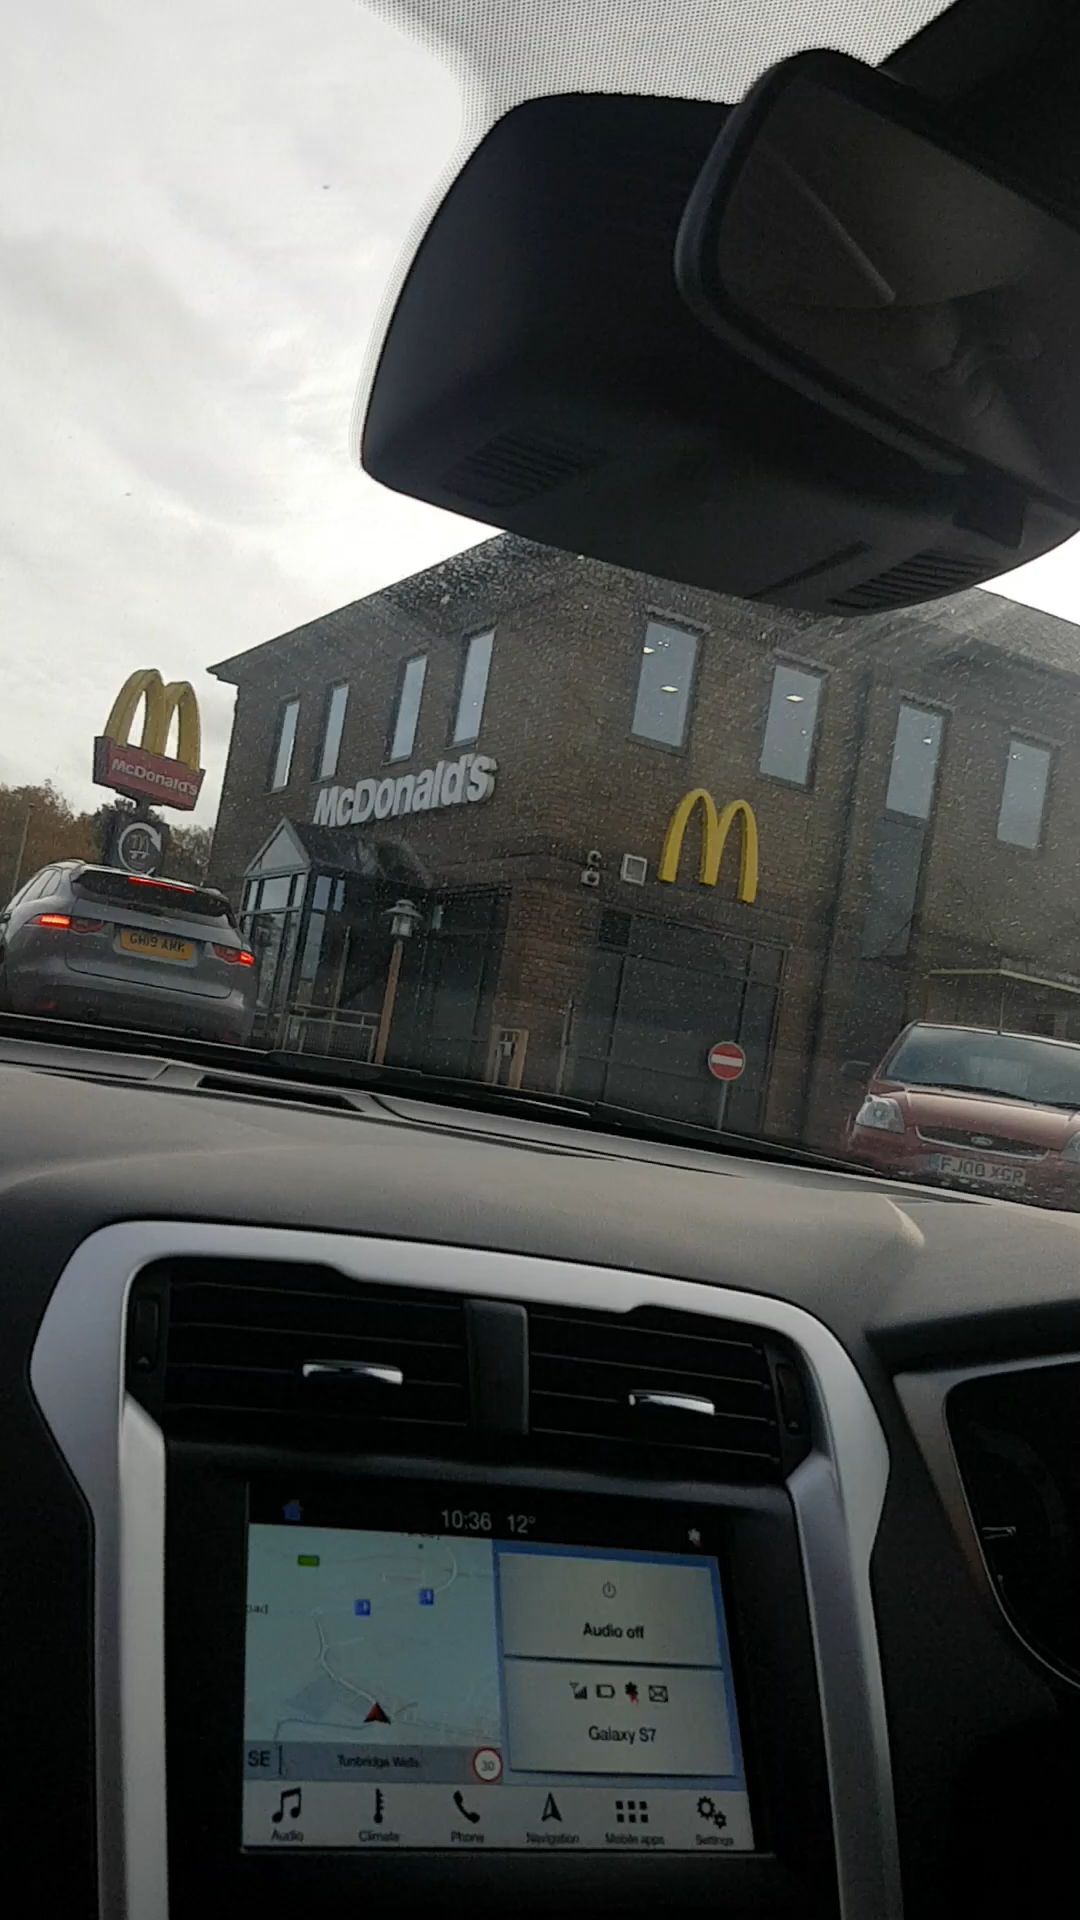 McDonald's
McDonald's
GH19 ARK
FJ00 XGR
10:36 12°
Audio off
Galaxy S7
SE
Tunbridge Wells
30
Audio
Climate
Phone
Navigation
Mobile apps
Settings